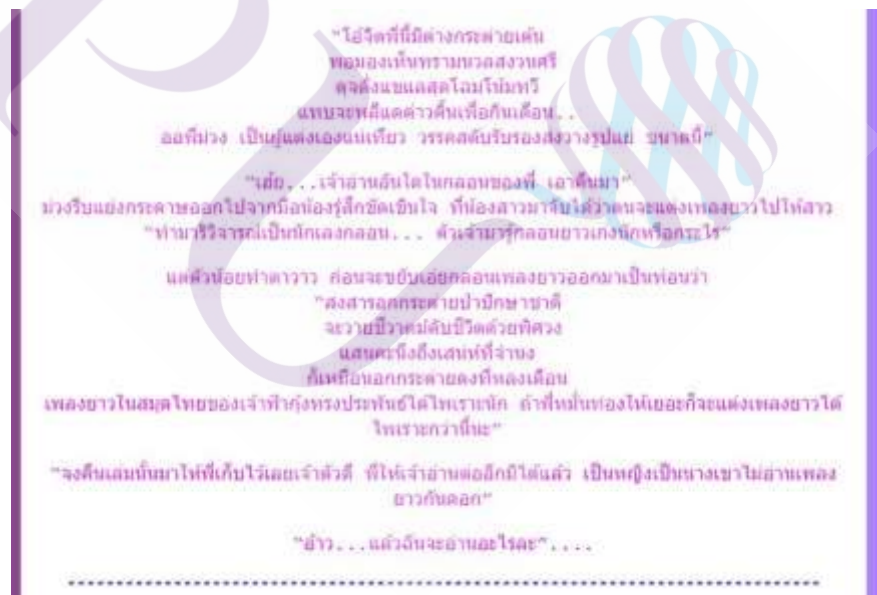 "โอ้จิตพี่นี้มิต่างกระต่ายเต้น
พอมองเห็นทรามนวลสงวนศรี
ดุจดั่งแขแลสุดโฉมโน้มทวี
แทบจะพลีแดด่าวดิ้นเพื่อกินเดือน..
ออพี่ม่วง เป็นผู้แต่งเองแน่เทียว วรรคสดับรับรองส่งวางรูปแย่ ขนาดนี้"
"เฮ้ย...เจ้าอ่านอันใดในกลอนของพี่ เอาคืนมา"
ม่วงรีบแย่งกระดาษออกไปจากมือน้องรู้สึกขัดเขินใจ ที่น้องสาวมาจับได้ว่าตนจะแต่งเพลงยาวไปให้สาว
"ทำมาริวิจารณ์เป็นนักเลงกลอน... ตัวเจ้ามารู้กลอนยาวเก่งนักหรือกระไร"
แต่ตัวน้อยทำตาวาว ก่อนจะขยับเอ่ยกลอนเพลงยาวออกมาเป็นท่อนว่า
"สงสารอกกระต่ายป่าปักษาชาติ
จะวายชีวาตม์ดับชีวิตด้วยพิศวง
แสนคะนึงถึงเสน่ห์ที่จำนง
ก็เหมือนอกกระต่ายดงที่หลงเดือน
เพลงยาวในสมุดไทยของเจ้าฟ้ากุ้งทรงประพันธ์ได้ไพเราะนัก ถ้าพี่หมั่นท่องให้เยอะก็จะแต่งเพลงยาวได้
ไพเราะกว่านี้นะ"
"จงคืนเล่มนั้นมาให้พี่เก็บไว้เลยเจ้าตัวดี พี่ให้เจ้าอ่านต่ออีกมิได้แล้ว เป็นหญิงเป็นนางเขาไม่อ่านเพลง
ยาวกันดอก"
"อ้าว...แล้วฉันจะอ่านอะไรละ"....